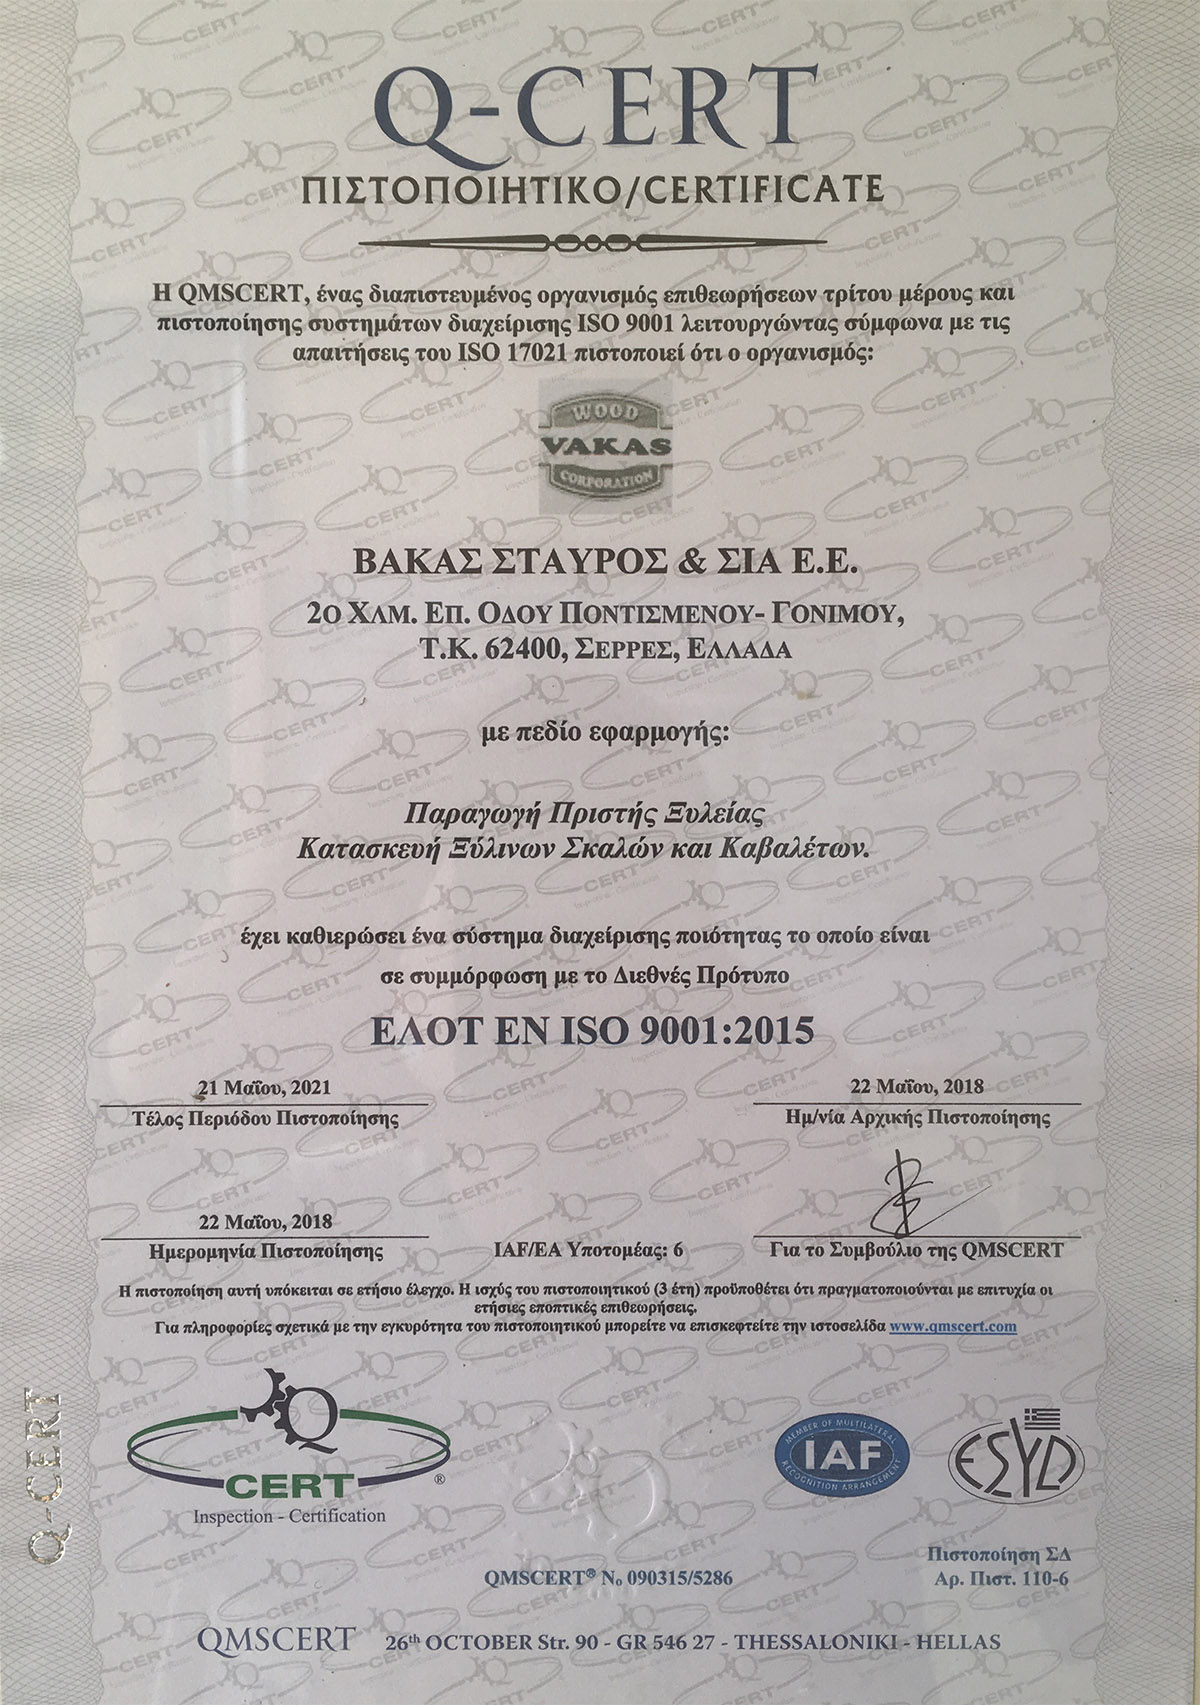 Q-CERT
ΠΙΣΤΟΠΟΙΗΤΙΚΟ/CERTIFICATE
Η QMSCERT, ένας διαπιστευμένος οργανισμός επιθεωρήσεων τρίτου μέρους και
πιστοποίησης συστημάτων διαχείρισης ISO 9001 λειτουργώντας σύμφωνα με τις
απαιτήσεις του ISO 17021 πιστοποιεί ότι ο οργανισμός:
WOOD
VAKAS
CORPORATION
ΒΑΚΑΣ ΣΤΑΥΡΟΣ & ΣΙΑ Ε.Ε.
2Ο ΧΛΜ. ΕΠ. ΟΔΟΥ ΠΟΝΤΙΣΜΕΝΟΥ- ΓΟΝΙΜΟΥ,
Τ.Κ. 62400, ΣΕΡΡΕΣ, ΕΛΛΑΔΑ
με πεδίο εφαρμογής:
Παραγωγή Πριστής Ξυλείας
Κατασκευή Ξύλινων Σκαλών και Καβαλέτων.
έχει καθιερώσει ένα σύστημα διαχείρισης ποιότητας το οποίο είναι
σε συμμόρφωση με το Διεθνές Πρότυπο
ΕΛΟΤ EN ISO 9001:2015
21 Μαΐου, 2021
Τέλος Περιόδου Πιστοποίησης
22 Μαΐου, 2018
Ημ/νία Αρχικής Πιστοποίησης
22 Μαΐου, 2018
Ημερομηνία Πιστοποίησης
IAF/EA Υποτομέας: 6
Για το Συμβούλιο της QMSCERT
Η πιστοποίηση αυτή υπόκειται σε ετήσιο έλεγχο. Η ισχύς του πιστοποιητικού (3 έτη) προϋποθέτει ότι πραγματοποιούνται με επιτυχία οι
ετήσιες εποπτικές επιθεωρήσεις.
Για πληροφορίες σχετικά με την εγκυρότητα του πιστοποιητικού μπορείτε να επισκεφτείτε την ιστοσελίδα www.qmscert.com
Q-CERT
Q
CERT ®
Inspection - Certification
MEMBER OF MULTILATERAL
IAF
RECOGNITION ARRANGEMENT
ESYD
Πιστοποίηση ΣΔ
Αρ. Πιστ. 110-6
QMSCERT® No 090315/5286
QMSCERT 26th OCTOBER Str. 90 - GR 546 27 - THESSALONIKI - HELLAS